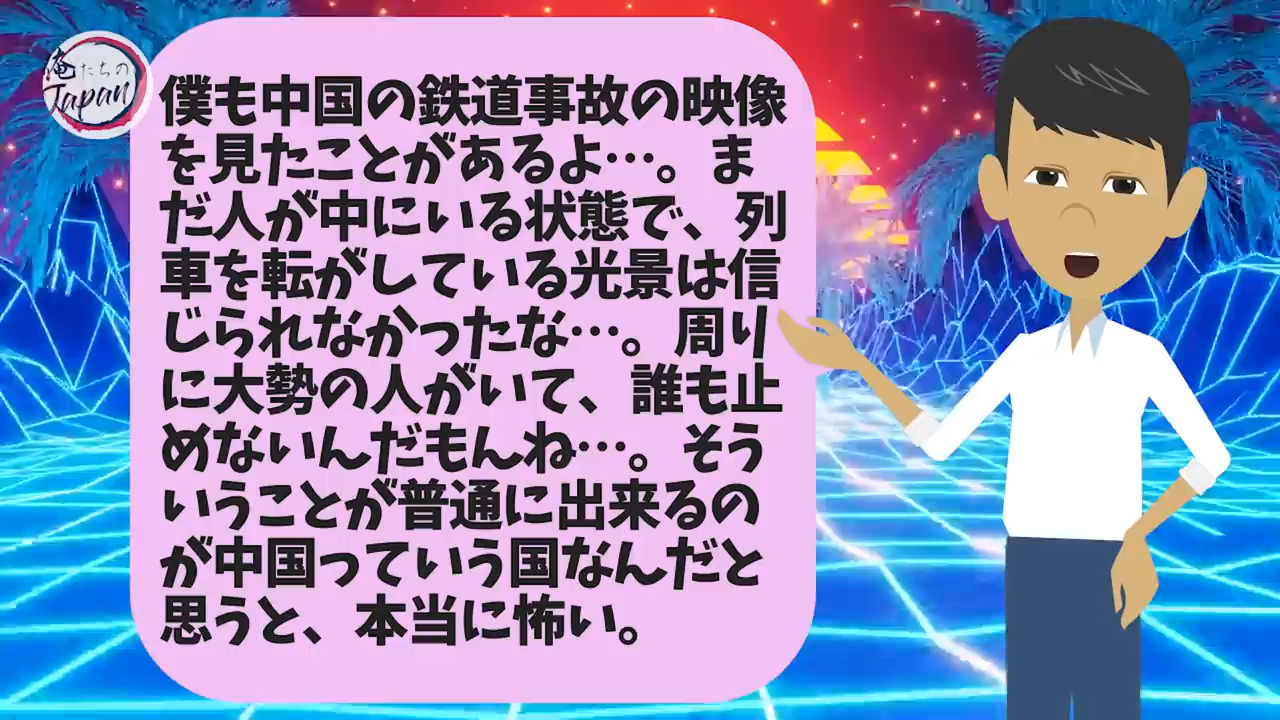 俺たちの
Japan
僕も中国の鉄道事故の映像
を見たことがあるよ…。ま
だ人が中にいる状態で、列
車を転がしている光景は信
じられなかったな…。周り
に大勢の人がいて、誰も止
めないんだもんね…。そう
いうことが普通に出来るの
が中国っていう国なんだと
思うと、本当に怖い。